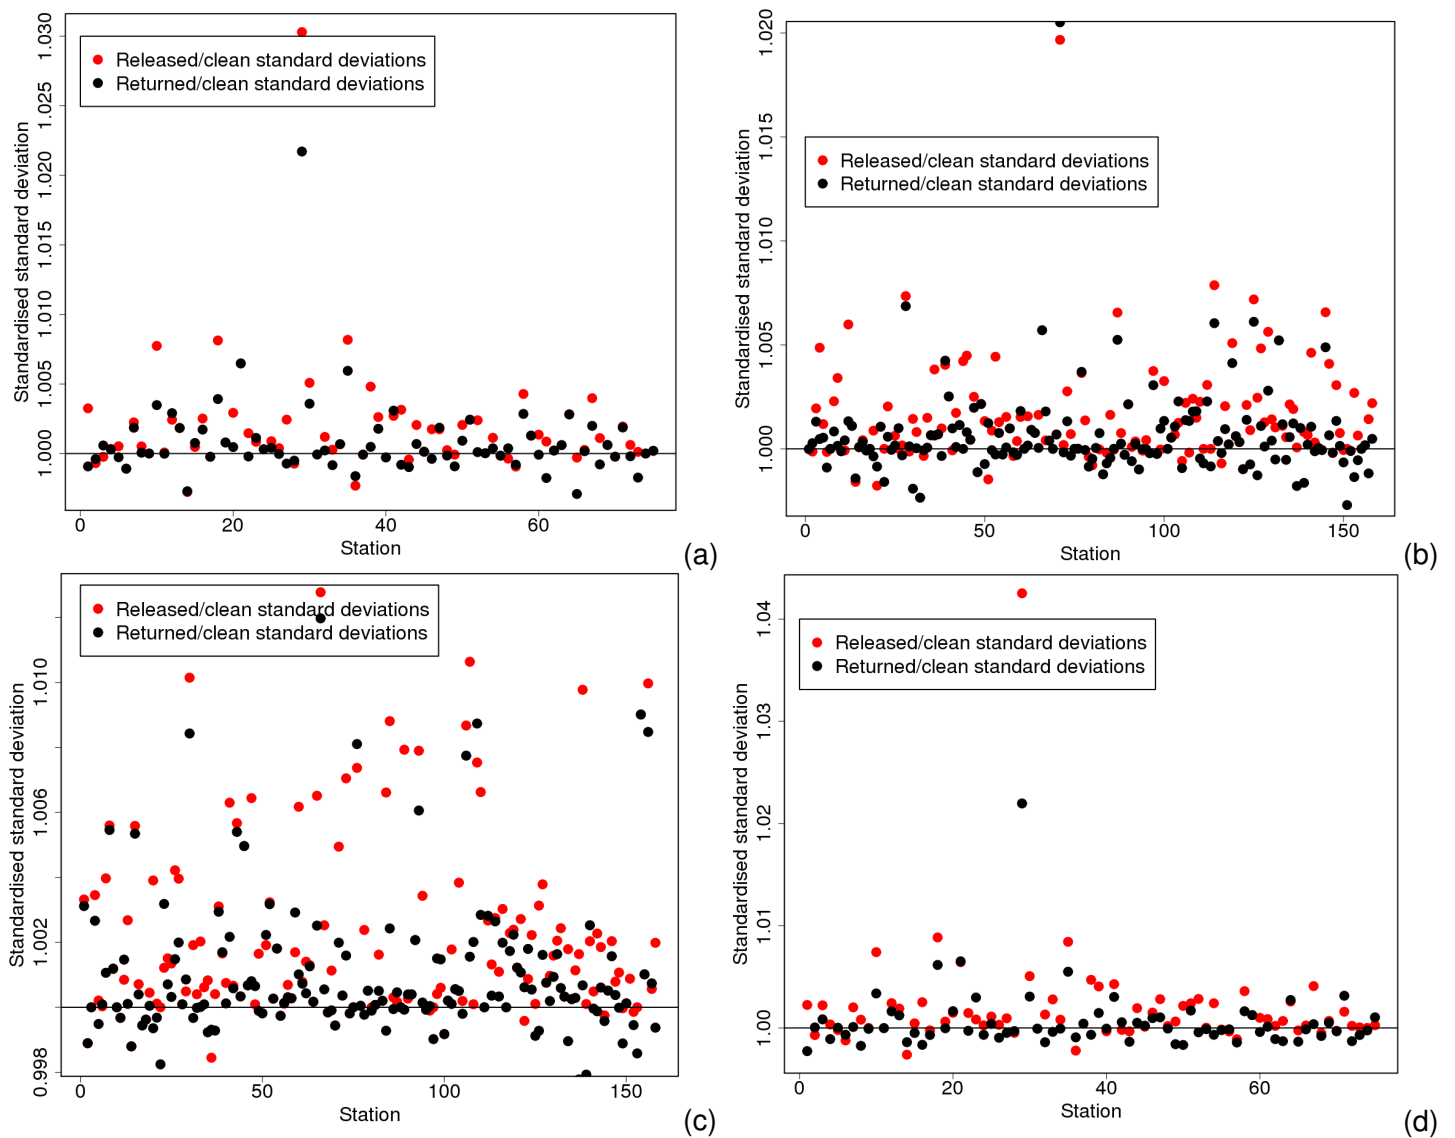 Standardised standard deviation
1.000 1.005 1.010 1.015 1.020 1.025 1.030
Released/clean standard deviations
Returned/clean standard deviations
0 20 40 60
Station
(a)
Standardised standard deviation
1.000 1.005 1.010 1.015 1.020
Released/clean standard deviations
Returned/clean standard deviations
0 50 100 150
Station
(b)
Standardised standard deviation
0.998 1.002 1.006 1.010
Released/clean standard deviations
Returned/clean standard deviations
0 50 100 150
Station
(c)
Standardised standard deviation
1.00 1.01 1.02 1.03 1.04
Released/clean standard deviations
Returned/clean standard deviations
0 20 40 60
Station
(d)